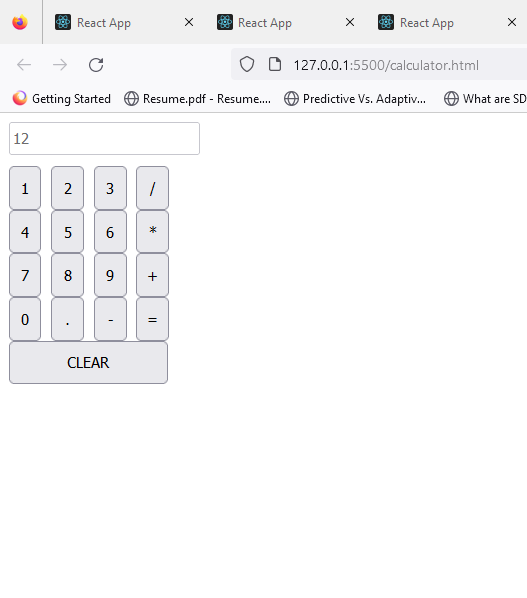 React App React App React App
127.0.0.1:5500/calculator.html
Getting Started Resume.pdf - Resume.... Predictive Vs. Adaptiv... What are SD
12
1 2 3 /
4 5 6 *
7 8 9 +
0 . - =
CLEAR